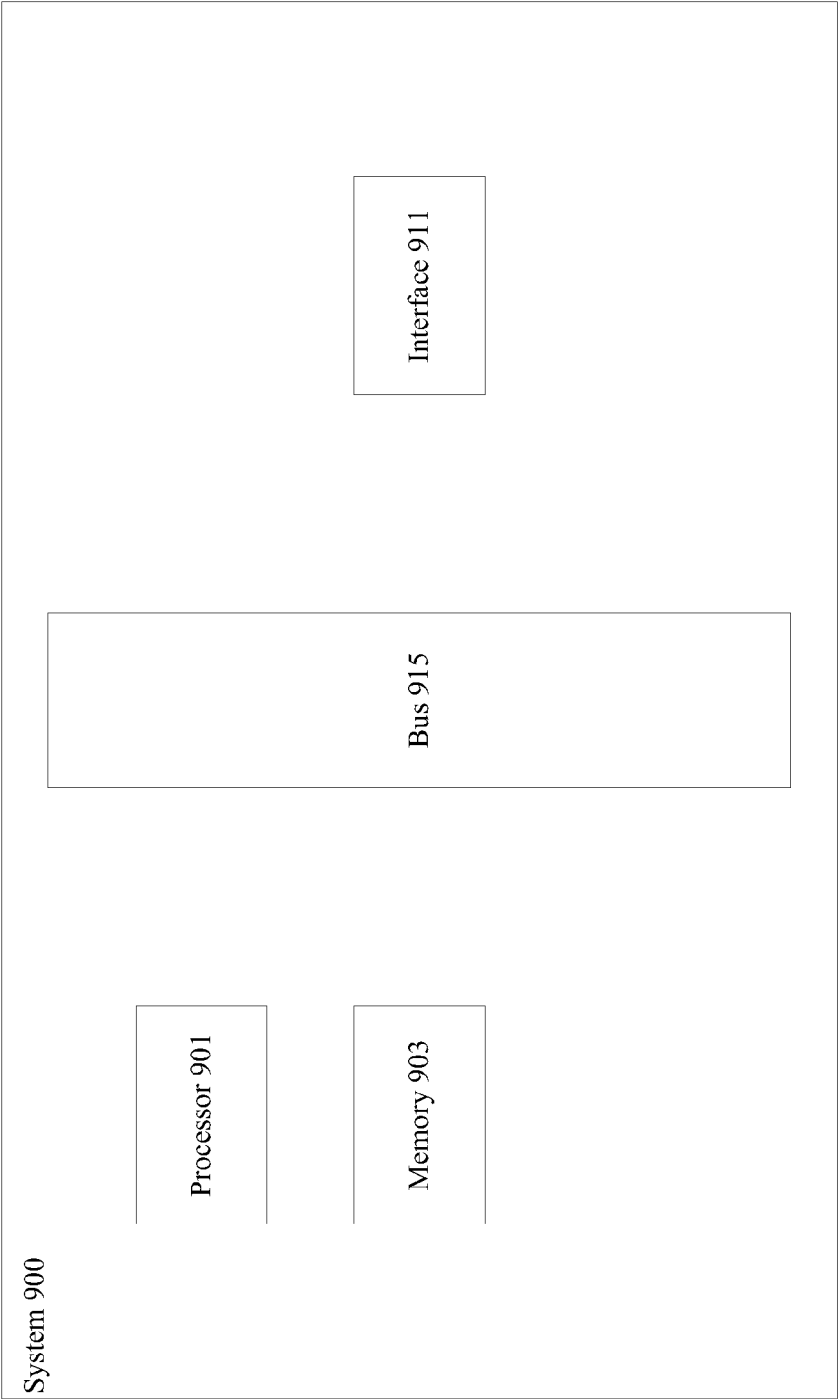 System 900
Processor 901
Memory 903
Bus 915
Interface 911